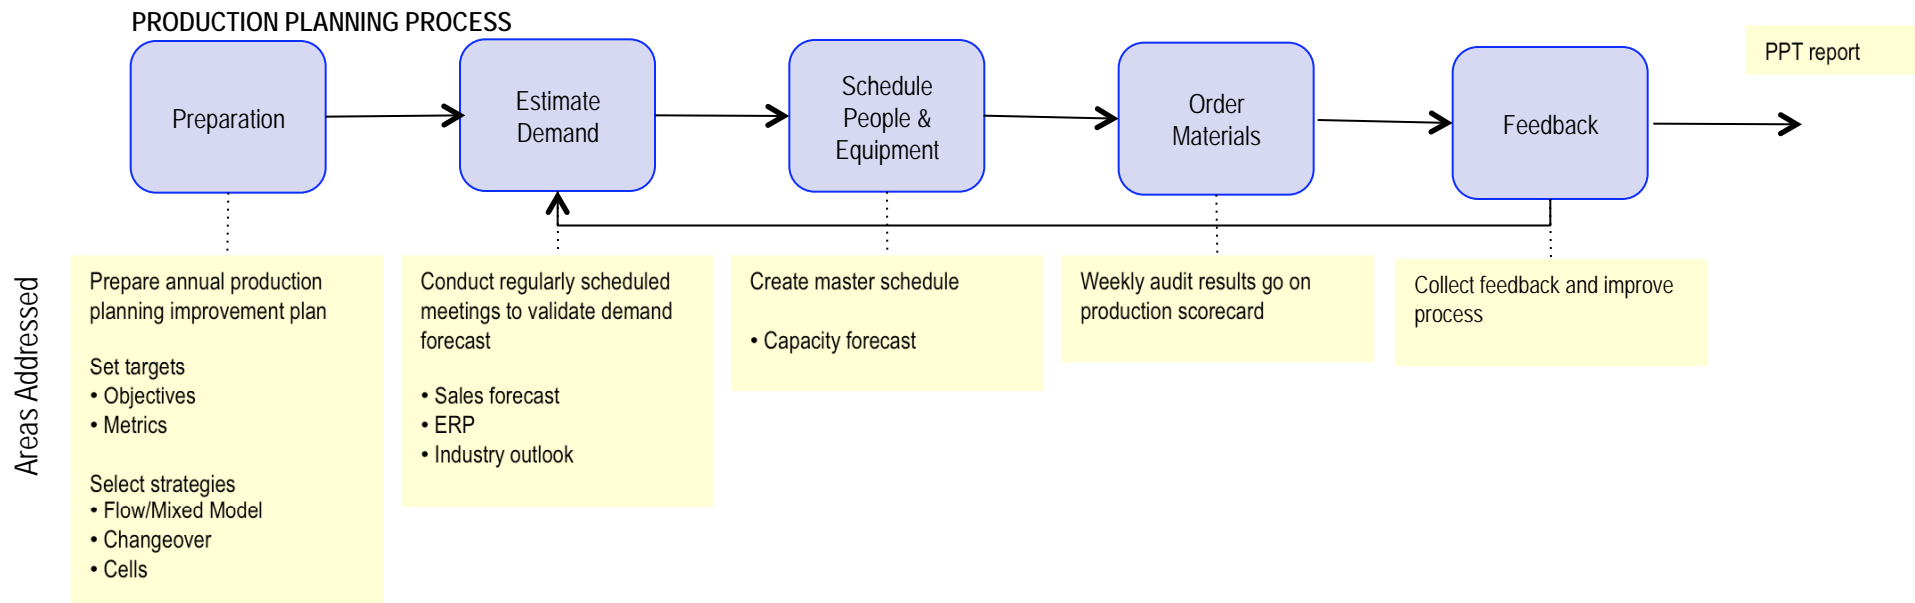 PRODUCTION PLANNING PROCESS
Preparation
Estimate
Demand
Schedule
People &
Equipment
Order
Materials
Feedback
PPT report
Areas Addressed
Prepare annual production
planning improvement plan
Set targets
• Objectives
• Metrics
Select strategies
• Flow/Mixed Model
• Changeover
• Cells
Conduct regularly scheduled
meetings to validate demand
forecast
• Sales forecast
• ERP
• Industry outlook
Create master schedule
• Capacity forecast
Weekly audit results go on
production scorecard
Collect feedback and improve
process